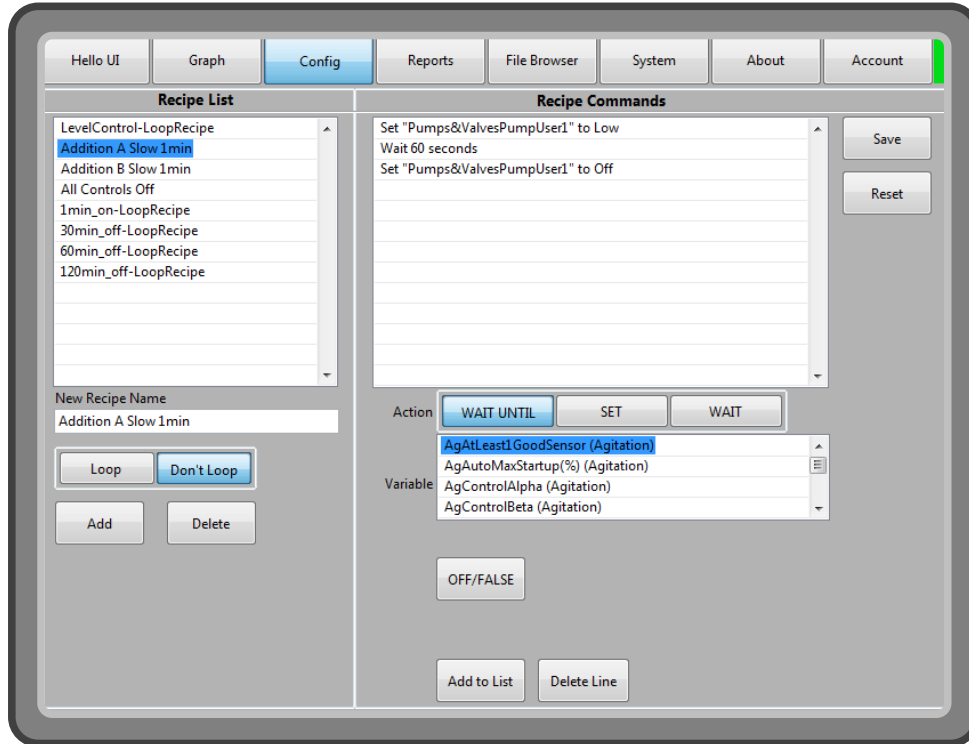 Hello UI Graph Config Reports File Browser System About Account
Recipe List
LevelControl-LoopRecipe
Addition A Slow 1min
Addition B Slow 1min
All Controls Off
1min_on-LoopRecipe
30min_off-LoopRecipe
60min_off-LoopRecipe
120min_off-LoopRecipe
New Recipe Name
Addition A Slow 1min
Loop Don't Loop
Add Delete
Recipe Commands
Set "Pumps&ValvesPumpUser1" to Low
Wait 60 seconds
Set "Pumps&ValvesPumpUser1" to Off
Save
Reset
Action WAIT UNTIL SET WAIT
Variable
AgAtLeast1GoodSensor (Agitation)
AgAutoMaxStartup(%) (Agitation)
AgControlAlpha (Agitation)
AgControlBeta (Agitation)
OFF/FALSE
Add to List Delete Line